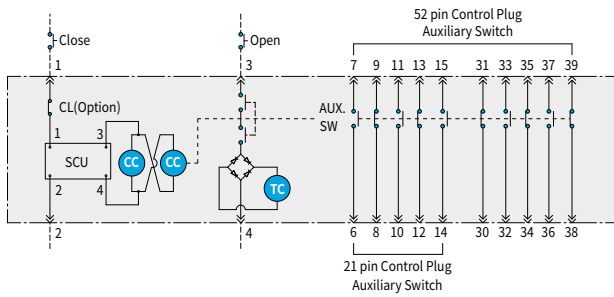 52 pin Control Plug
Auxiliary Switch
Close
Open
1
3
7 9 11 13 15 31 33 35 37 39
CL(Option)
AUX.
SW
1 3
SCU
CC
CC
TC
2 4
2
4
6 8 10 12 14 30 32 34 36 38
21 pin Control Plug
Auxiliary Switch